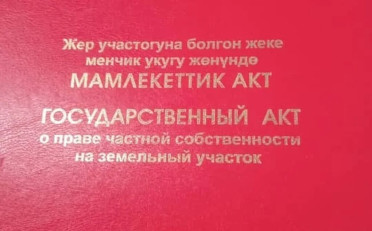 Жер участогуна болгон жеке
менчик укугу жөнүндө
МАМЛЕКЕТТИК АКТ
ГОСУДАРСТВЕННЫЙ АКТ
о праве частной собственности
на земельный участок